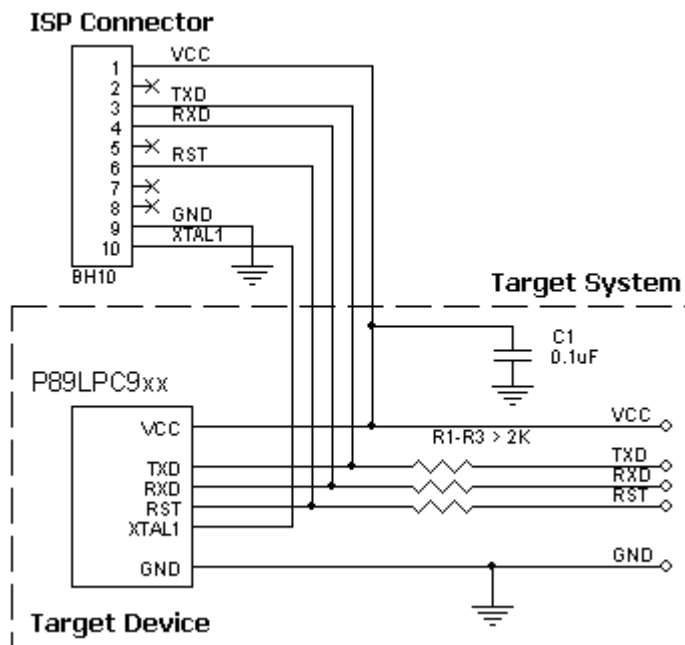 ISP Connector
1 VCC
2
3 TXD
4 RXD
5
6 RST
7
8
9 GND
10 XTAL1
BH10
Target System
C1
0.1uF
P89LPC9xx
VCC VCC
R1-R3 > 2K
TXD TXD
RXD RXD
RST RST
XTAL1
GND GND
Target Device